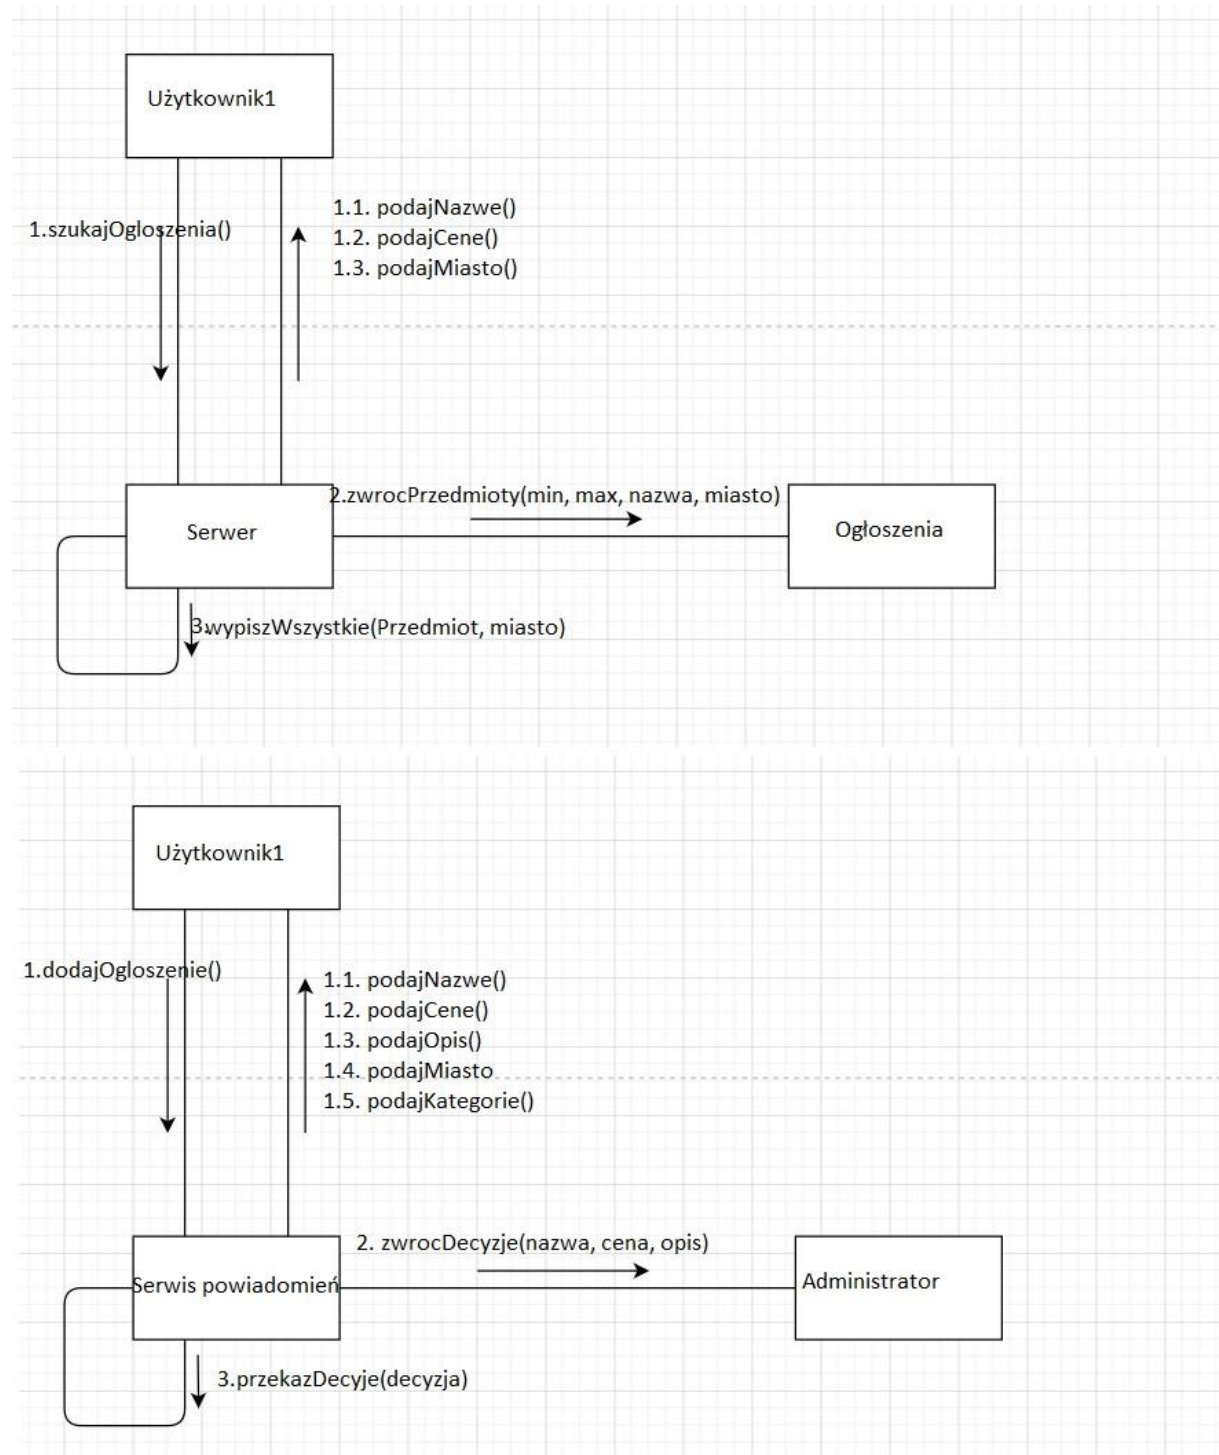 Użytkownik1
1.szukajOgloszenia()
1.1. podajNazwe()
1.2. podajCene()
1.3. podajMiasto()
2.zwrocPrzedmioty(min, max, nazwa, miasto)
Serwer
Ogłoszenia
3.wypiszWszystkie(Przedmiot, miasto)
Użytkownik1
1.dodajOgloszenie()
1.1. podajNazwe()
1.2. podajCene()
1.3. podajOpis()
1.4. podajMiasto
1.5. podajKategorie()
2. zwrocDecyzje(nazwa, cena, opis)
Serwis powiadomień
Administrator
3.przekazDecyje(decyzja)